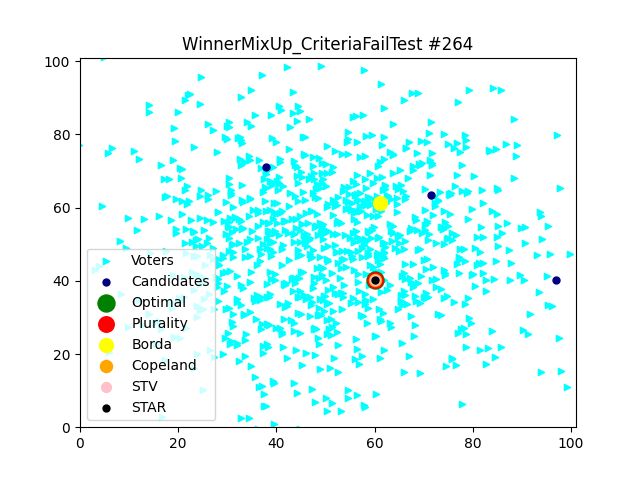 WinnerMixUp_CriteriaFailTest #264
100
80
60
40
20
0
Voters
Candidates
Optimal
Plurality
Borda
Copeland
STV
STAR
0 20 40 60 80 100